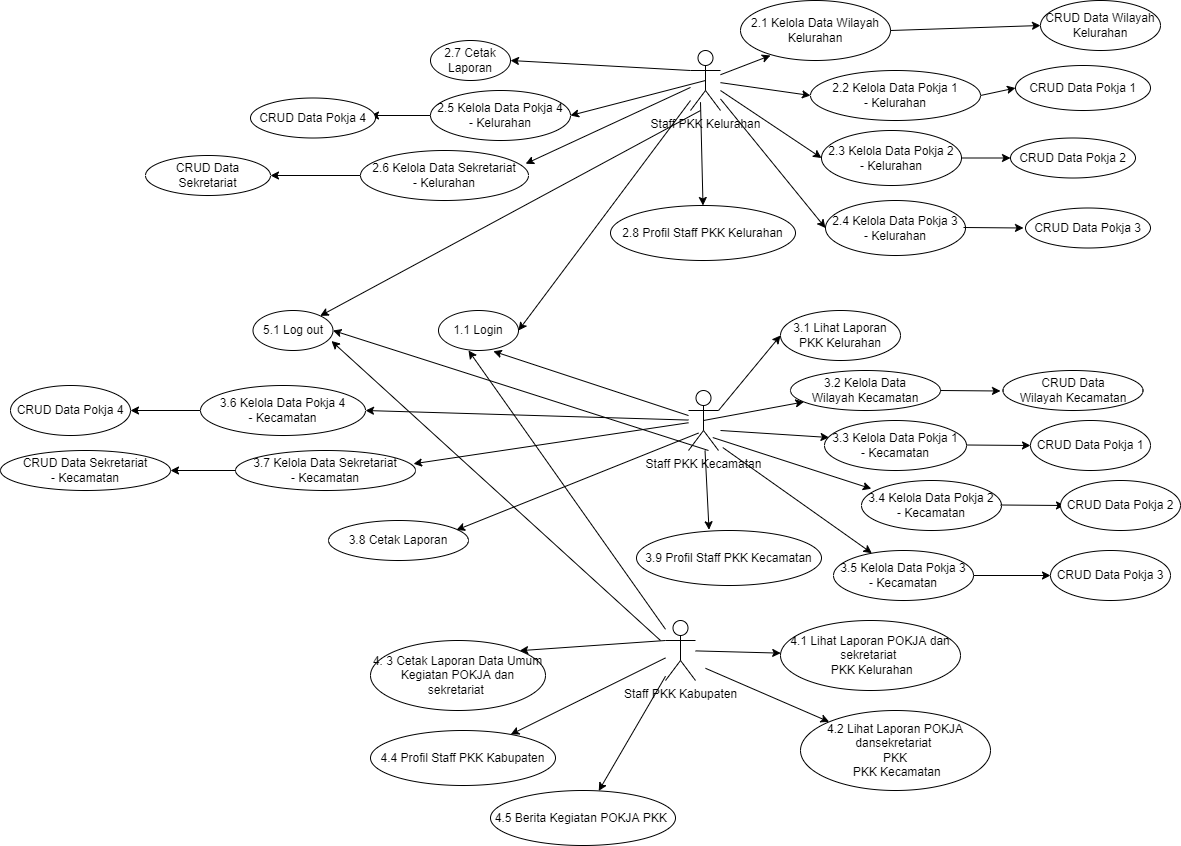 2.1 Kelola Data Wilayah
Kelurahan
CRUD Data Wilayah
Kelurahan
2.7 Cetak
Laporan
2.2 Kelola Data Pokja 1
- Kelurahan
CRUD Data Pokja 1
2.5 Kelola Data Pokja 4
- Kelurahan
CRUD Data Pokja 4
Staff PKK Kelurahan
2.3 Kelola Data Pokja 2
- Kelurahan
CRUD Data Pokja 2
2.6 Kelola Data Sekretariat
- Kelurahan
CRUD Data
Sekretariat
2.4 Kelola Data Pokja 3
- Kelurahan
CRUD Data Pokja 3
2.8 Profil Staff PKK Kelurahan
5.1 Log out
1.1 Login
3.1 Lihat Laporan
PKK Kelurahan
3.2 Kelola Data
Wilayah Kecamatan
CRUD Data
Wilayah Kecamatan
3.6 Kelola Data Pokja 4
- Kecamatan
CRUD Data Pokja 4
3.3 Kelola Data Pokja 1
- Kecamatan
CRUD Data Pokja 1
Staff PKK Kecamatan
3.7 Kelola Data Sekretariat
- Kecamatan
CRUD Data Sekretariat
- Kecamatan
3.4 Kelola Data Pokja 2
- Kecamatan
CRUD Data Pokja 2
3.8 Cetak Laporan
3.9 Profil Staff PKK Kecamatan
3.5 Kelola Data Pokja 3
- Kecamatan
CRUD Data Pokja 3
4.1 Lihat Laporan POKJA dan
sekretariat
PKK Kelurahan
4. 3 Cetak Laporan Data Umum
Kegiatan POKJA dan
sekretariat
Staff PKK Kabupaten
4.2 Lihat Laporan POKJA
dansekretariat
PKK
PKK Kecamatan
4.4 Profil Staff PKK Kabupaten
4.5 Berita Kegiatan POKJA PKK